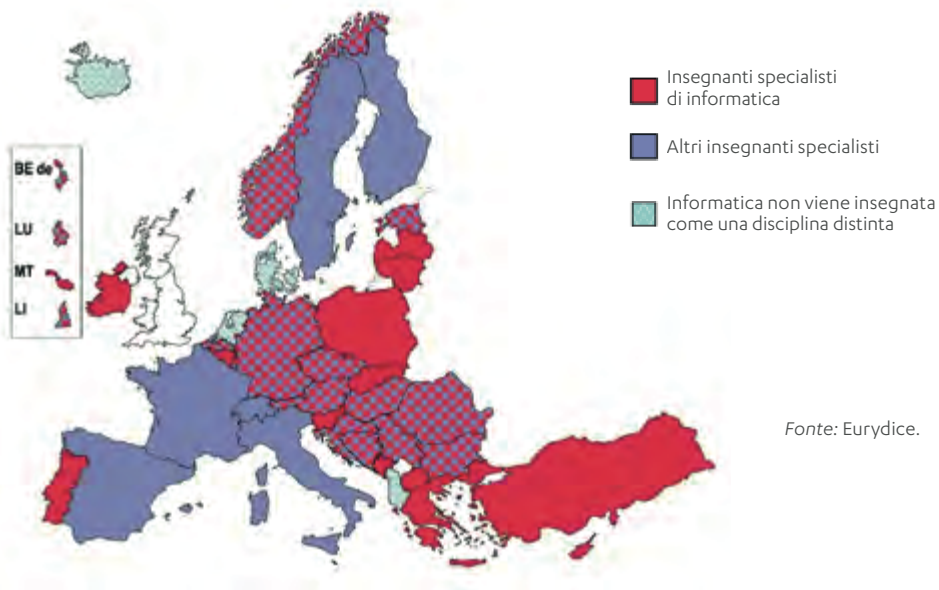 Insegnanti specialisti
di informatica
Altri insegnanti specialisti
Informatica non viene insegnata
come una disciplina distinta
BE de
LU
MT
LI
Fonte: Eurydice.